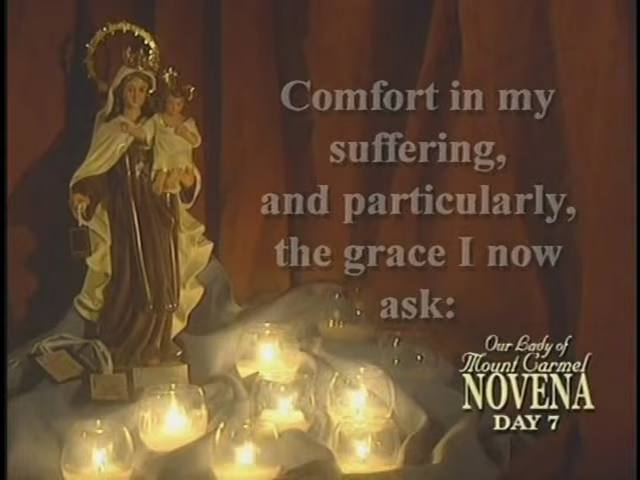 Comfort in my
suffering,
and particularly,
the grace I now
ask:
Our Lady of
Mount Carmel
NOVENA
DAY 7